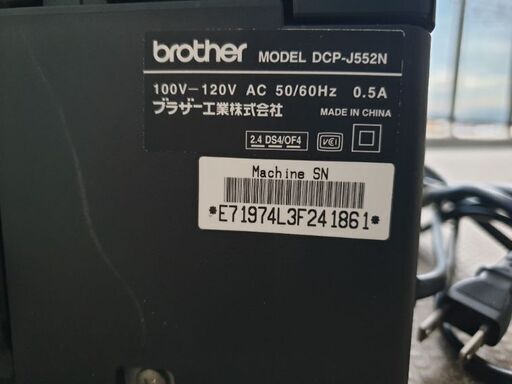 brother MODEL DCP-J552N
100V-120V AC 50/60Hz 0.5A
ブラザー工業株式会社 MADE IN CHINA
2.4 DS4/OF4 VCI
Machine SN
*E71974L3F241861*